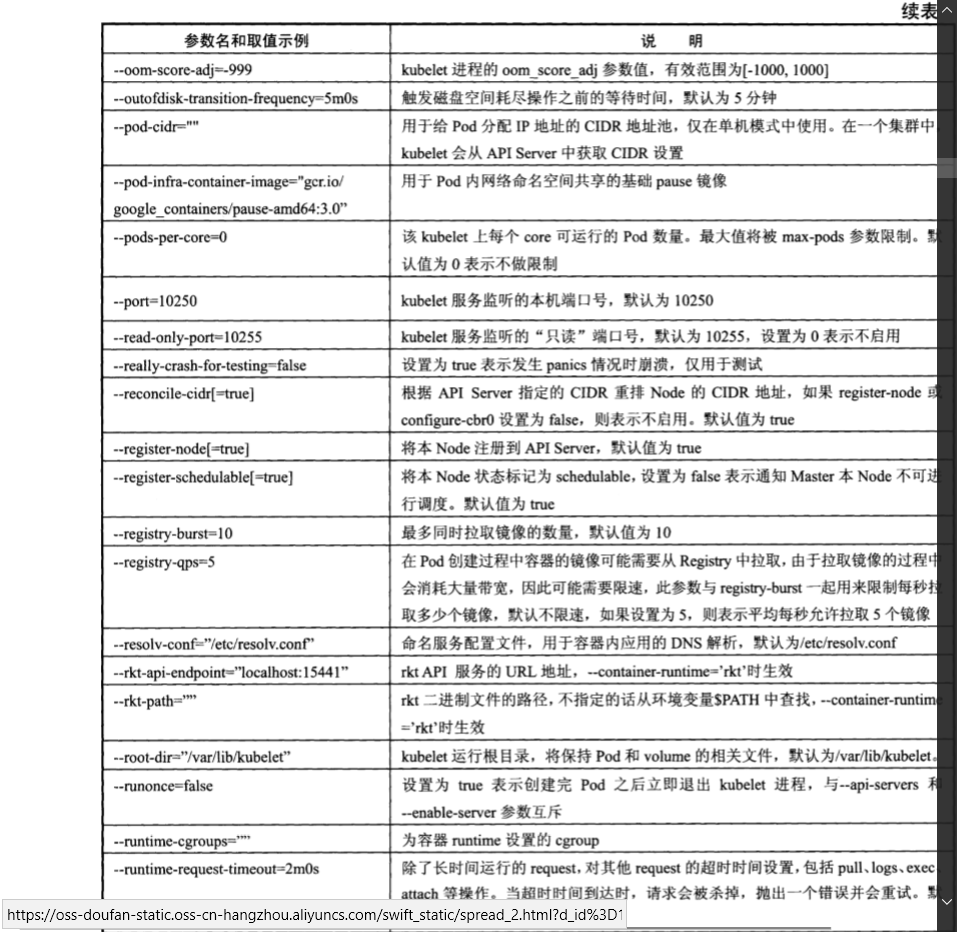 续表
参数名和取值示例
说 明
--oom-score-adj=-999
kubelet 进程的 oom_score_adj 参数值，有效范围为[-1000, 1000]
--outofdisk-transition-frequency=5m0s
触发磁盘空间耗尽操作之前的等待时间，默认为 5 分钟
--pod-cidr=""
用于给 Pod 分配 IP 地址的 CIDR 地址池，仅在单机模式中使用。在一个集群中，
kubelet 会从 API Server 中获取 CIDR 设置
--pod-infra-container-image="gcr.io/
google_containers/pause-amd64:3.0”
用于 Pod 内网络命名空间共享的基础 pause 镜像
--pods-per-core=0
该 kubelet 上每个 core 可运行的 Pod 数量。最大值将被 max-pods 参数限制。默
认值为 0 表示不做限制
--port=10250
kubelet 服务监听的本机端口号，默认为 10250
--read-only-port=10255
kubelet 服务监听的“只读”端口号，默认为 10255，设置为 0 表示不启用
--really-crash-for-testing=false
设置为 true 表示发生 panics 情况时崩溃，仅用于测试
--reconcile-cidr[=true]
根据 API Server 指定的 CIDR 重排 Node 的 CIDR 地址，如果 register-node 或
configure-cbr0 设置为 false，则表示不启用。默认值为 true
--register-node[=true]
将本 Node 注册到 API Server，默认值为 true
--register-schedulable[=true]
将本 Node 状态标记为 schedulable，设置为 false 表示通知 Master 本 Node 不可进
行调度。默认值为 true
--registry-burst=10
最多同时拉取镜像的数量，默认值为 10
--registry-qps=5
在 Pod 创建过程中容器的镜像可能需要从 Registry 中拉取，由于拉取镜像的过程中
会消耗大量带宽，因此可能需要限速，此参数与 registry-burst 一起用来限制每秒拉
取多少个镜像，默认不限速，如果设置为 5，则表示平均每秒允许拉取 5 个镜像
--resolv-conf=”/etc/resolv.conf”
命名服务配置文件，用于容器内应用的 DNS 解析，默认为/etc/resolv.conf
--rkt-api-endpoint=”localhost:15441”
rkt API 服务的 URL 地址，--container-runtime=’rkt’时生效
--rkt-path=””
rkt 二进制文件的路径，不指定的话从环境变量$PATH 中查找，--container-runtime
=’rkt’时生效
--root-dir=”/var/lib/kubelet”
kubelet 运行根目录，将保持 Pod 和 volume 的相关文件，默认为/var/lib/kubelet。
--runonce=false
设置为 true 表示创建完 Pod 之后立即退出 kubelet 进程，与--api-servers 和
--enable-server 参数互斥
--runtime-cgroups=””
为容器 runtime 设置的 cgroup
--runtime-request-timeout=2m0s
除了长时间运行的 request，对其他 request 的超时时间设置，包括 pull、logs、exec、
attach 等操作。当超时时间到达时，请求会被杀掉，抛出一个错误并会重试。默
https://oss-doufan-static.oss-cn-hangzhou.aliyuncs.com/swift_static/spread_2.html?d_id%3D1